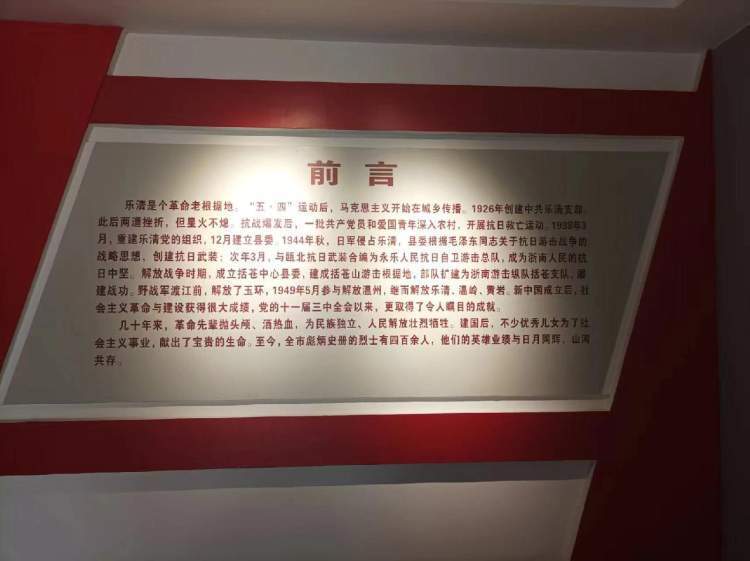 前言
乐清是个革命老根据地。“五·四”运动后，马克思主义开始在城乡传播。1926年创建中共乐清支部。
此后两遭挫折，但星火不熄。抗战爆发后，一批共产党员和爱国青年深入农村，开展抗日救亡运动。1938年3
月，重建乐清党的组织，12月建立县委。1944年秋，日军侵占乐清，县委根据毛泽东同志关于抗日游击战争的
战略思想、创建抗日武装；次年3月，与瓯北抗日武装合编为永乐人民抗日自卫游击总队，成为浙南人民的抗
日中坚。解放战争时期，成立括苍中心县委，建成括苍山游击根据地，部队扩建为浙南游击纵队括苍支队，屡
建战功。野战军渡江前，解放了玉环，1949年5月参与解放温州，继而解放乐清、温岭、黄岩。新中国成立后，社
会主义革命与建设获得很大成绩，党的十一届三中全会以来，更取得了令人瞩目的成就。
几十年来，革命先辈抛头颅、洒热血，为民族独立、人民解放壮烈牺牲。建国后，不少优秀儿女为了社
会主义事业，献出了宝贵的生命。至今，全市彪炳史册的烈士有四百余人，他们的英雄业绩与日月同辉、山河
共存。